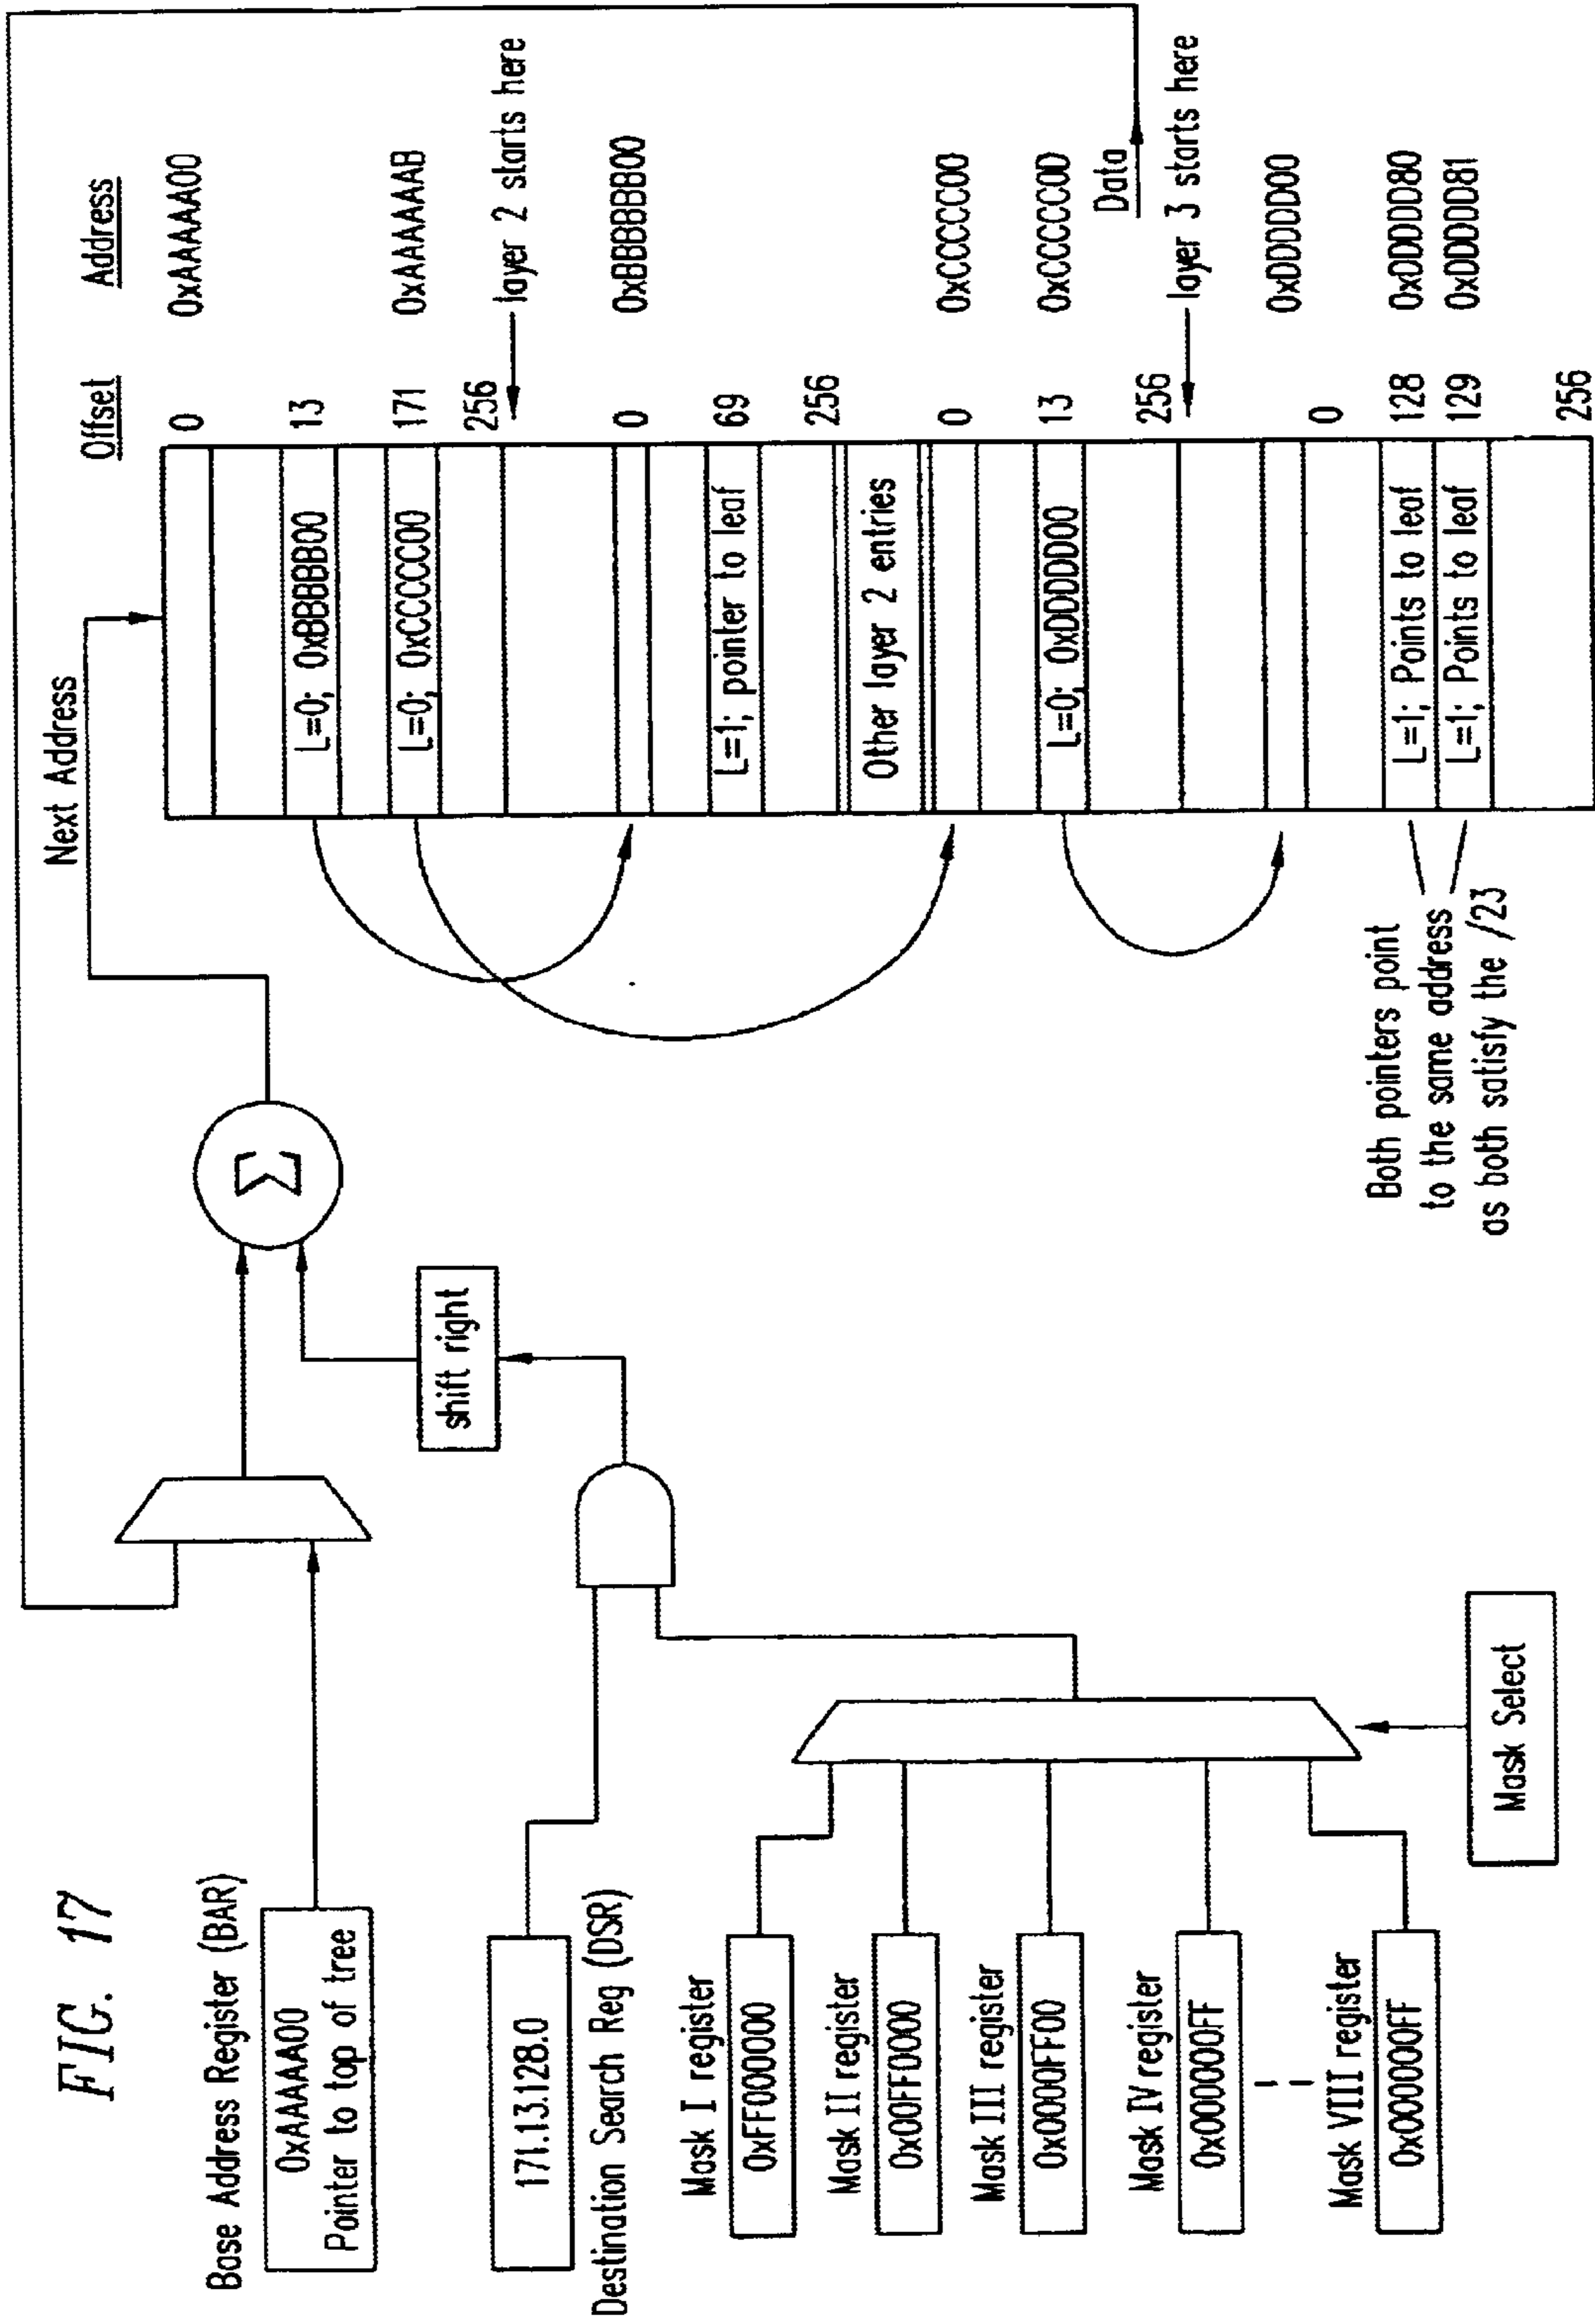 FIG. 17
Base Address Register (BAR)
0xAAAAAA00
Pointer to top of tree
171.13.128.0
Destination Search Reg (DSR)
Mask I register
0xFF000000
Mask II register
0x00FF0000
Mask III register
0x0000FF00
Mask IV register
0x000000FF
Mask VIII register
0x000000FF
Mask Select
shift right
Σ
Next Address
Offset
Address
0
0xAAAAAA00
L=0; 0xBBBBBB00
13
L=0; 0xCCCCCC00
171
0xAAAAAAAB
256
layer 2 starts here
0
0xBBBBBB00
L=1; pointer to leaf
69
256
Other layer 2 entries
0
0xCCCCCC00
L=0; 0xDDDDDD00
13
0xCCCCCC0D
Data
256
layer 3 starts here
0
0xDDDDDD00
L=1; Points to leaf
128
0xDDDDDD80
L=1; Points to leaf
129
0xDDDDDD81
256
Both pointers point
to the same address
as both satisfy the /23